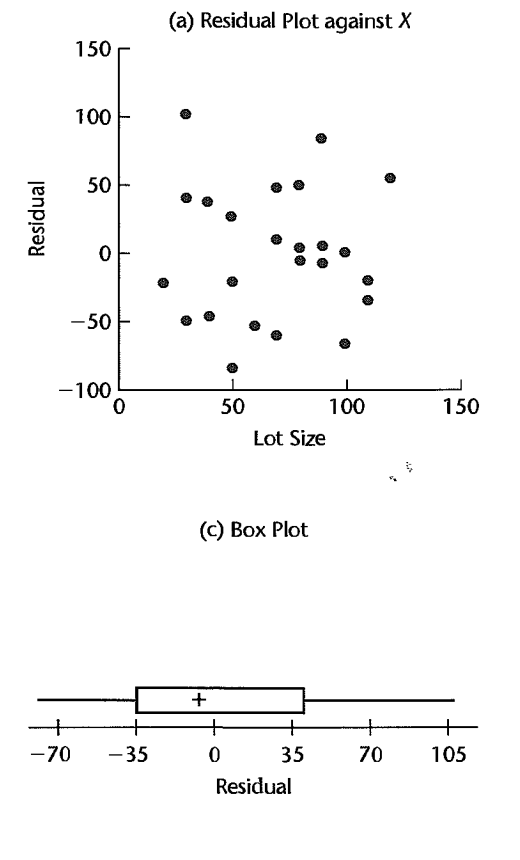 (a) Residual Plot against X
150
100
50
0
−50
−100
Residual
0 50 100 150
Lot Size
(c) Box Plot
−70 −35 0 35 70 105
Residual